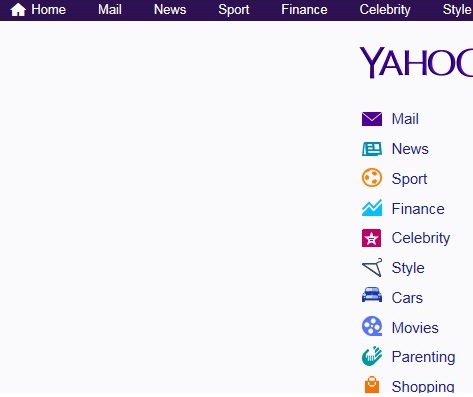 Home Mail News Sport Finance Celebrity Style
YAHOO
Mail
News
Sport
Finance
Celebrity
Style
Cars
Movies
Parenting
Shopping